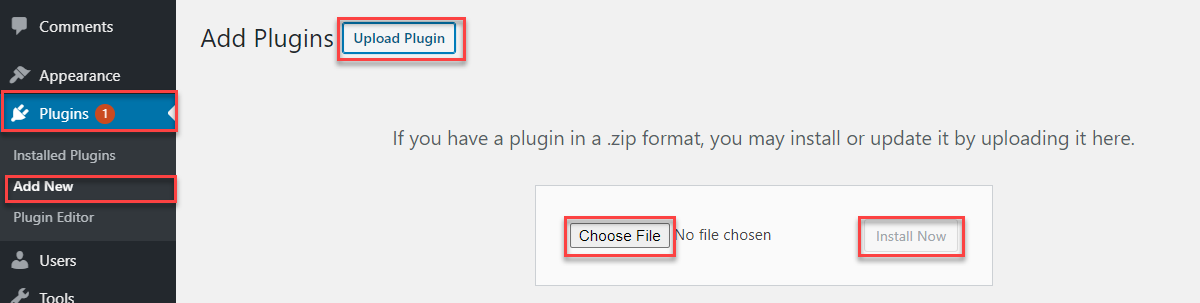 Comments
Appearance
Plugins 1
Installed Plugins
Add New
Plugin Editor
Users
Tools
Add Plugins Upload Plugin
If you have a plugin in a .zip format, you may install or update it by uploading it here.
Choose File No file chosen Install Now